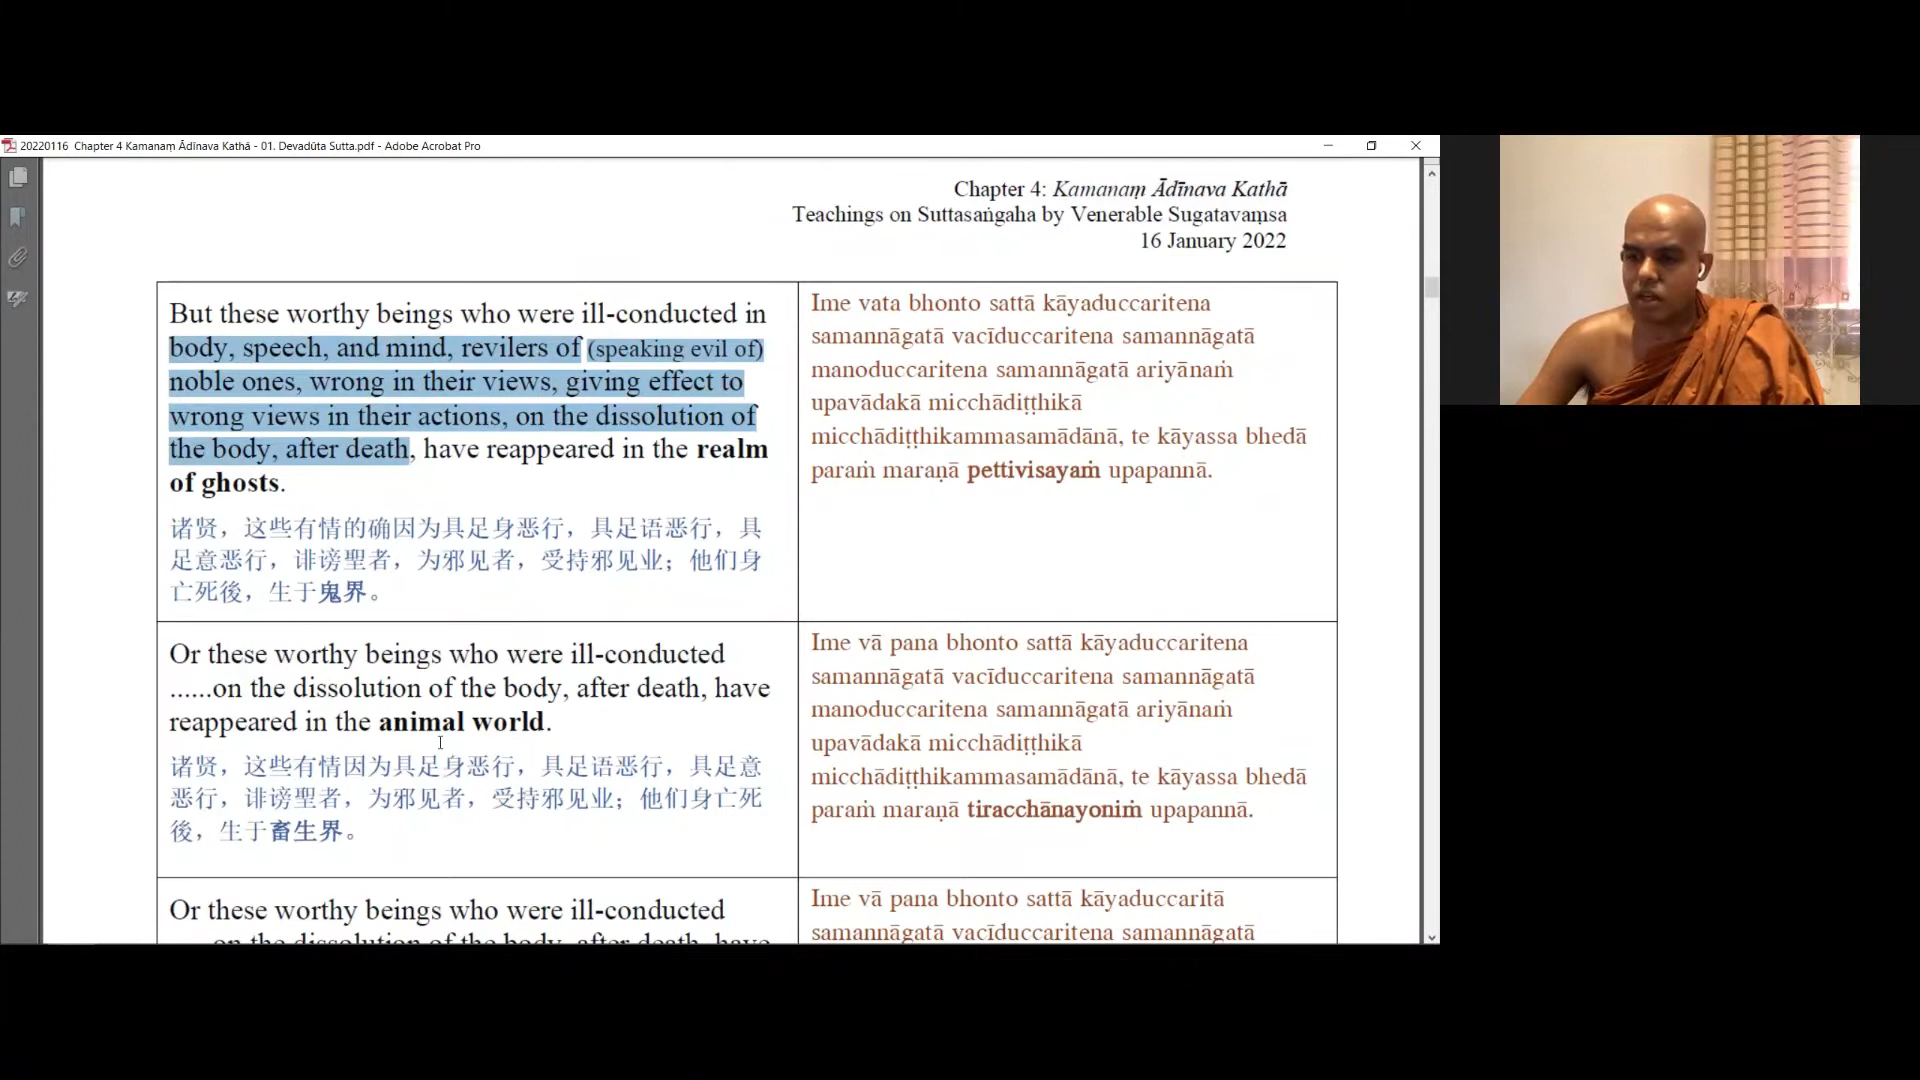 20220116 Chapter 4 Kamanaṃ Ādīnava Kathā - 01. Devadūta Sutta.pdf - Adobe Acrobat Pro
Chapter 4: Kamanaṃ Ādīnava Kathā
Teachings on Suttasaṅgaha by Venerable Sugatavaṃsa
16 January 2022
But these worthy beings who were ill-conducted in
body, speech, and mind, revilers of (speaking evil of)
noble ones, wrong in their views, giving effect to
wrong views in their actions, on the dissolution of
the body, after death, have reappeared in the realm
of ghosts.
诸贤，这些有情的确因为具足身恶行，具足语恶行，具
足意恶行，诽谤聖者，为邪见者，受持邪见业；他们身
亡死後，生于鬼界。
Ime vata bhonto sattā kāyaduccaritena
samannāgatā vacīduccaritena samannāgatā
manoduccaritena samannāgatā ariyānaṁ
upavādakā micchādiṭṭhikā
micchādiṭṭhikammasamādānā, te kāyassa bhedā
paraṁ maraṇā pettivisayaṁ upapannā.
Or these worthy beings who were ill-conducted
......on the dissolution of the body, after death, have
reappeared in the animal world.
诸贤，这些有情因为具足身恶行，具足语恶行，具足意
恶行，诽谤聖者，为邪见者，受持邪见业；他们身亡死
後，生于畜生界。
Ime vā pana bhonto sattā kāyaduccaritena
samannāgatā vacīduccaritena samannāgatā
manoduccaritena samannāgatā ariyānaṁ
upavādakā micchādiṭṭhikā
micchādiṭṭhikammasamādānā, te kāyassa bhedā
paraṁ maraṇā tiracchānayoniṁ upapannā.
Or these worthy beings who were ill-conducted
on the dissolution of the body, after death, have
Ime vā pana bhonto sattā kāyaduccaritā
samannāgatā vacīduccaritena samannāgatā